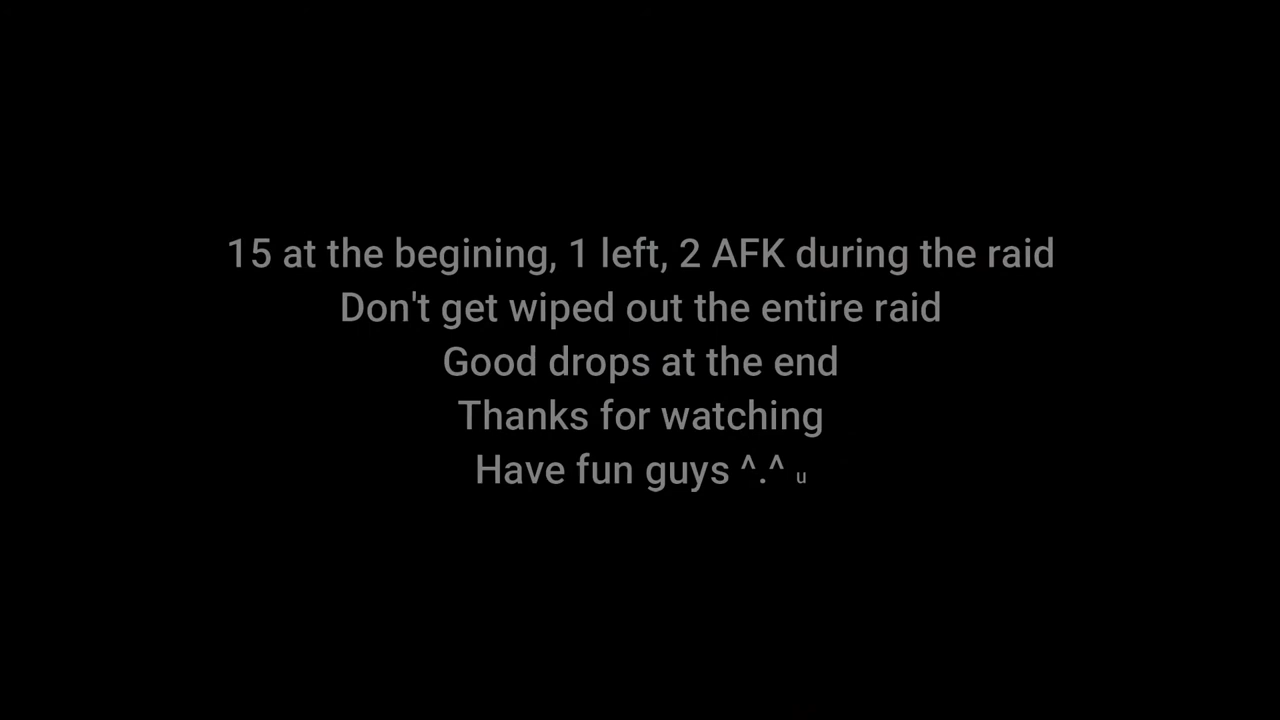 15 at the begining, 1 left, 2 AFK during the raid
Don't get wiped out the entire raid
Good drops at the end
Thanks for watching
Have fun guys ^.^ u